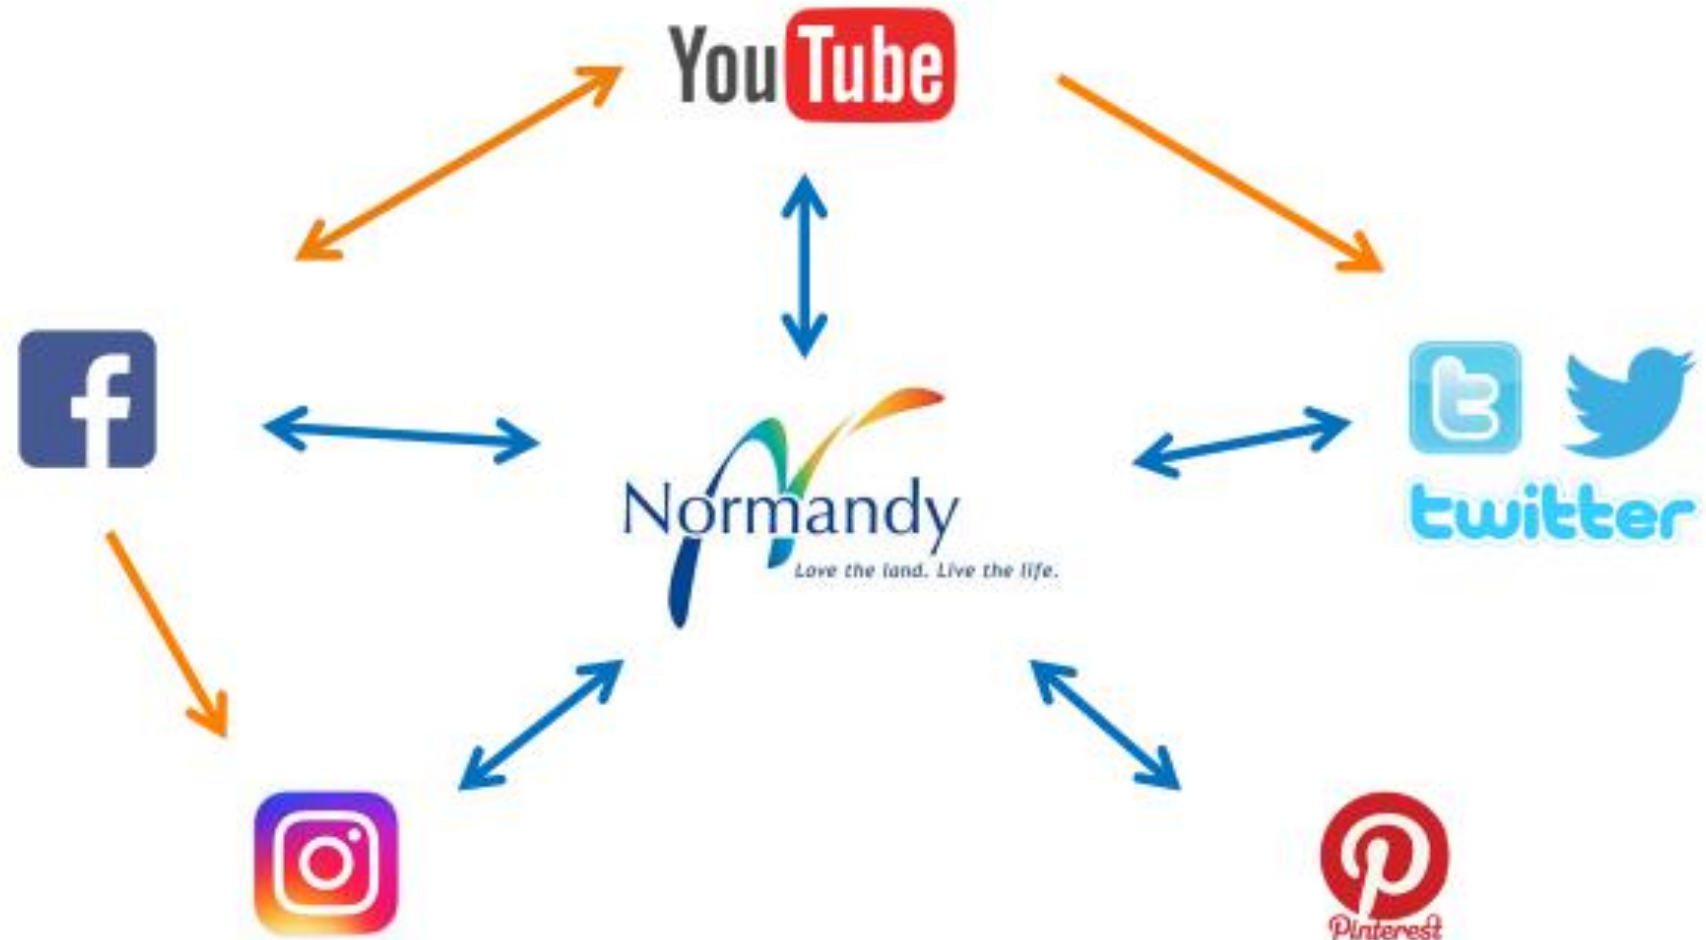 YouTube
f
t
twitter
Normandy
Love the land. Live the life.
Pinterest